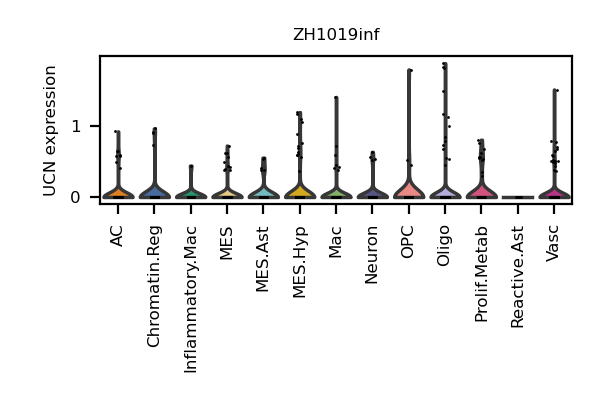 ZH1019inf
UCN expression
1
0
AC
Chromatin.Reg
Inflammatory.Mac
MES
MES.Ast
MES.Hyp
Mac
Neuron
OPC
Oligo
Prolif.Metab
Reactive.Ast
Vasc